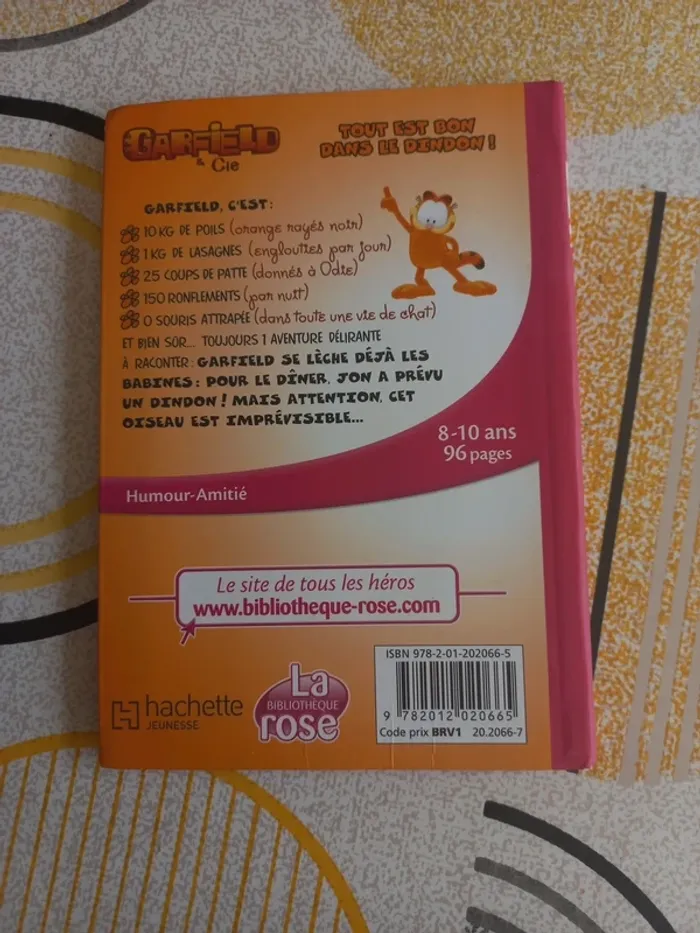 GARFIELD
& Cie
TOUT EST BON
DANS LE DINDON !
GARFIELD, C'EST :
10 KG DE POILS (orange rayés noir)
1 KG DE LASAGNES (englouties par jour)
25 COUPS DE PATTE (donnés à Odie)
150 RONFLEMENTS (par nuit)
0 SOURIS ATTRAPÉE (dans toute une vie de chat)
ET BIEN SÛR... TOUJOURS 1 AVENTURE DÉLIRANTE
À RACONTER : GARFIELD SE LÈCHE DÉJÀ LES
BABINES : POUR LE DÎNER, JON A PRÉVU
UN DINDON ! MAIS ATTENTION, CET
OISEAU EST IMPRÉVISIBLE...
8-10 ans
96 pages
Humour-Amitié
Le site de tous les héros
www.bibliotheque-rose.com
hachette
JEUNESSE
La
BIBLIOTHÈQUE
rose
ISBN 978-2-01-202066-5
9 782012 020665
Code prix BRV1 20.2066-7